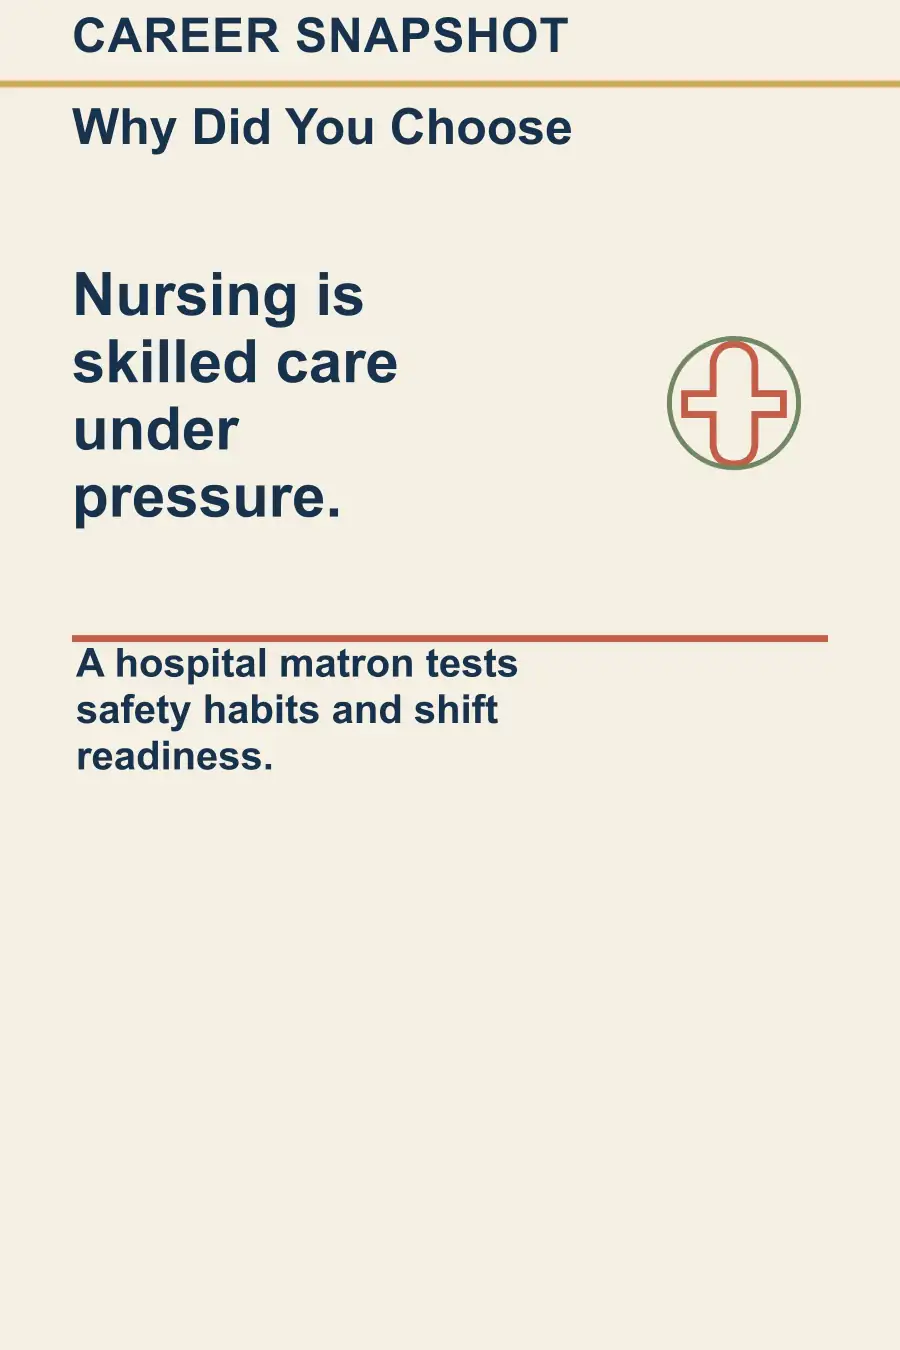 CAREER SNAPSHOT
Why Did You Choose
Nursing is
skilled care
under
pressure.
A hospital matron tests
safety habits and shift
readiness.